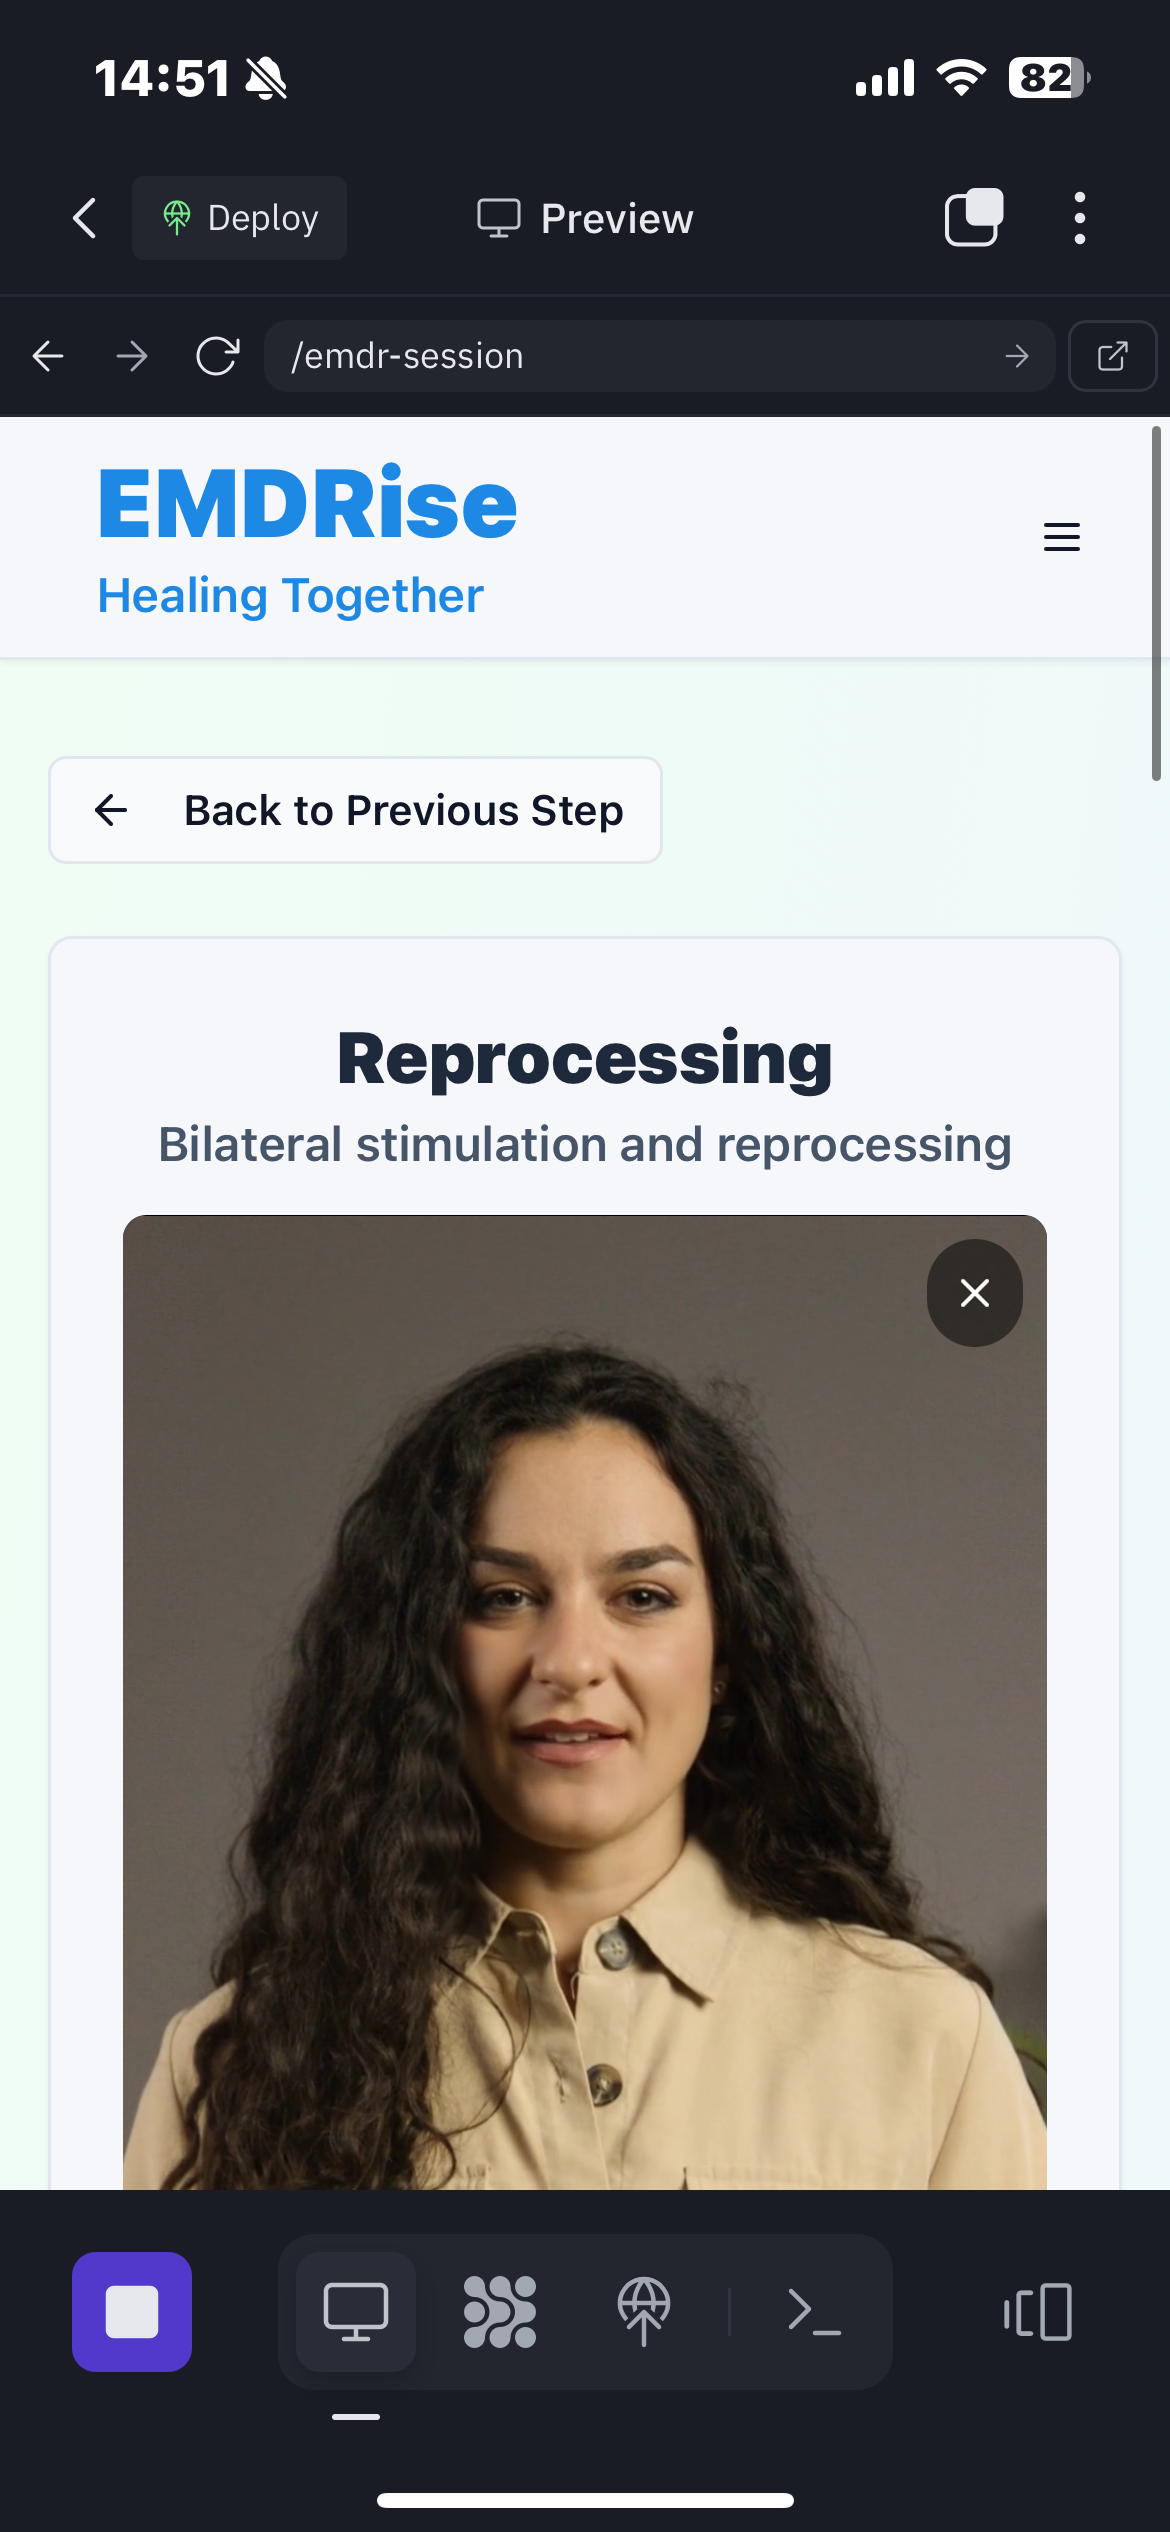 14:51
82
Deploy
Preview
/emdr-session
EMDRise
Healing Together
Back to Previous Step
Reprocessing
Bilateral stimulation and reprocessing